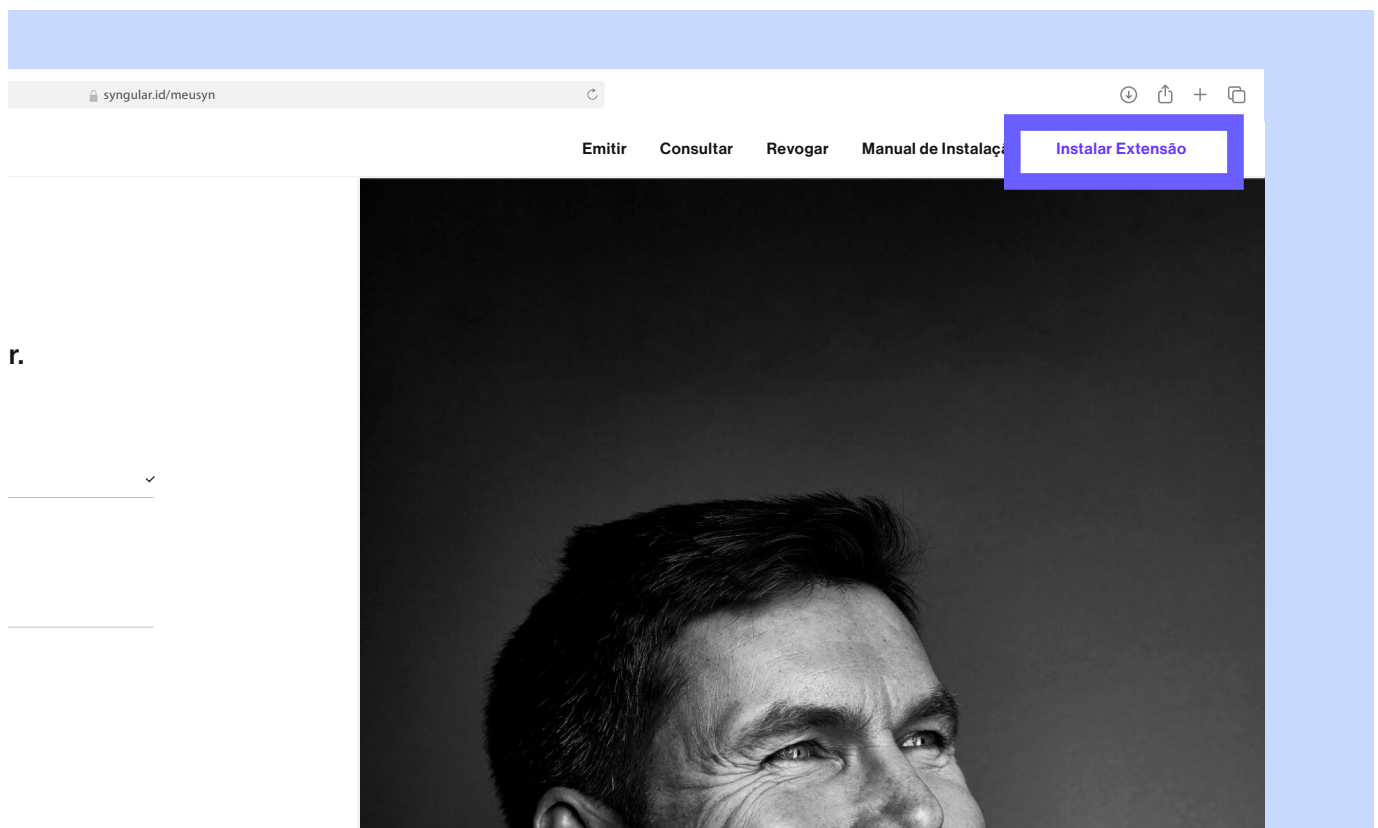 syngular.id/meusyn
Emitir Consultar Revogar Manual de Instalaçã Instalar Extensão
r.